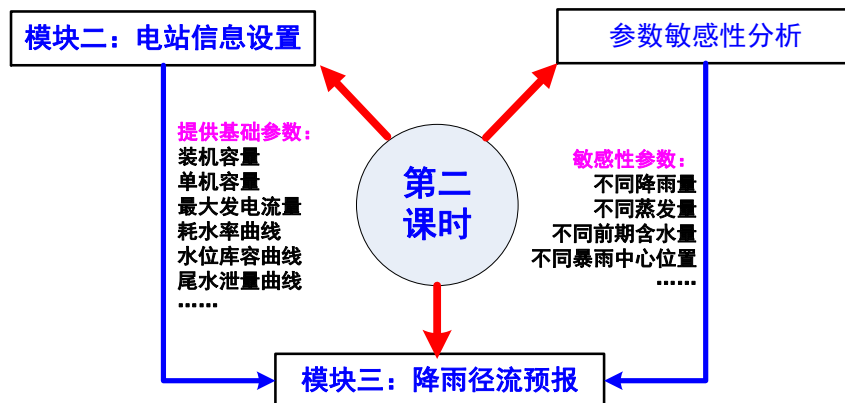 模块二：电站信息设置
参数敏感性分析
提供基础参数：
装机容量
单机容量
最大发电流量
耗水率曲线
水位库容曲线
尾水泄量曲线
......
第二
课时
敏感性参数：
不同降雨量
不同蒸发量
不同前期含水量
不同暴雨中心位置
......
模块三：降雨径流预报